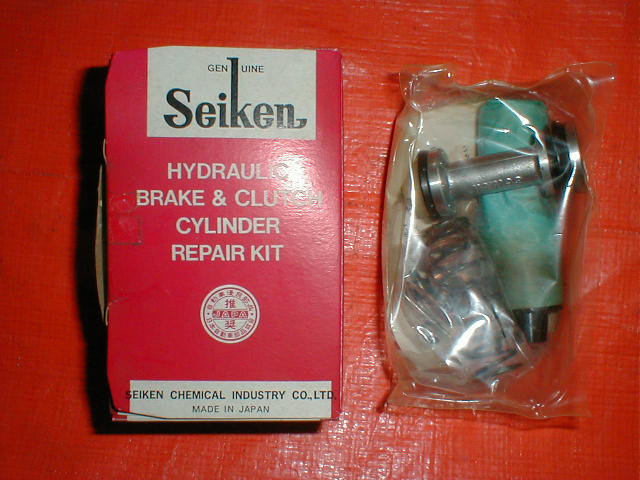 GENUINE
Seiken
HYDRAULIC
BRAKE & CLUTCH
CYLINDER
REPAIR KIT
推
JAPA
奨
SEIKEN CHEMICAL INDUSTRY CO.,LTD.
MADE IN JAPAN